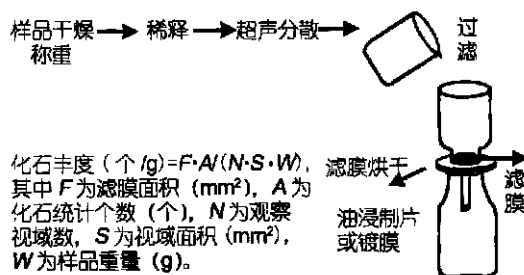 样品干燥 → 稀释 → 超声分散 →
称重
过
滤
化石丰度（个/g)=F·A/(N·S·W),
其中F为滤膜面积（mm²), A为
化石统计个数（个), N为观察
视域数, S为视域面积（mm²),
W为样品重量（g)。
滤膜烘干
滤
膜
油浸制片
或镀膜